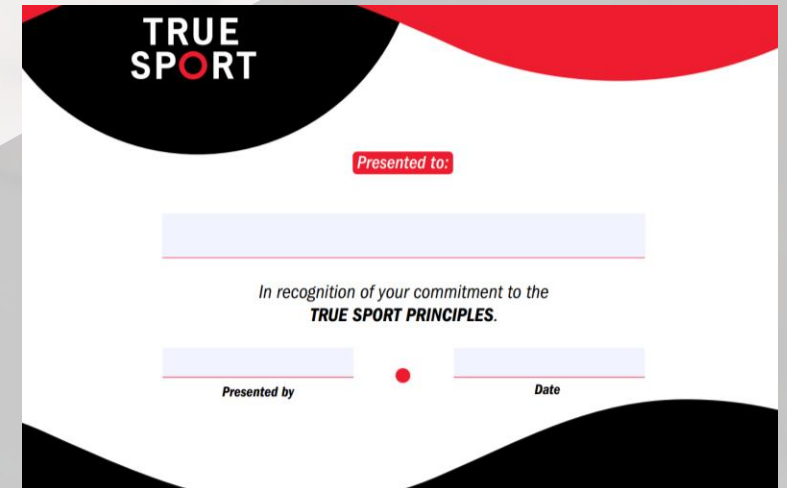 TRUE
SPORT
Presented to:
In recognition of your commitment to the
TRUE SPORT PRINCIPLES.
Presented by
Date